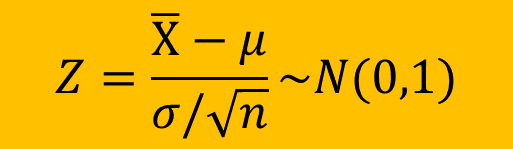 Z = (X̅ − μ) / (σ/√n) ~ N(0,1)